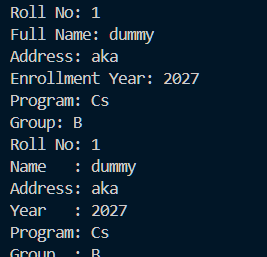 Roll No: 1
Full Name: dummy
Address: aka
Enrollment Year: 2027
Program: Cs
Group: B
Roll No: 1
Name   : dummy
Address: aka
Year   : 2027
Program: Cs
Group  : B